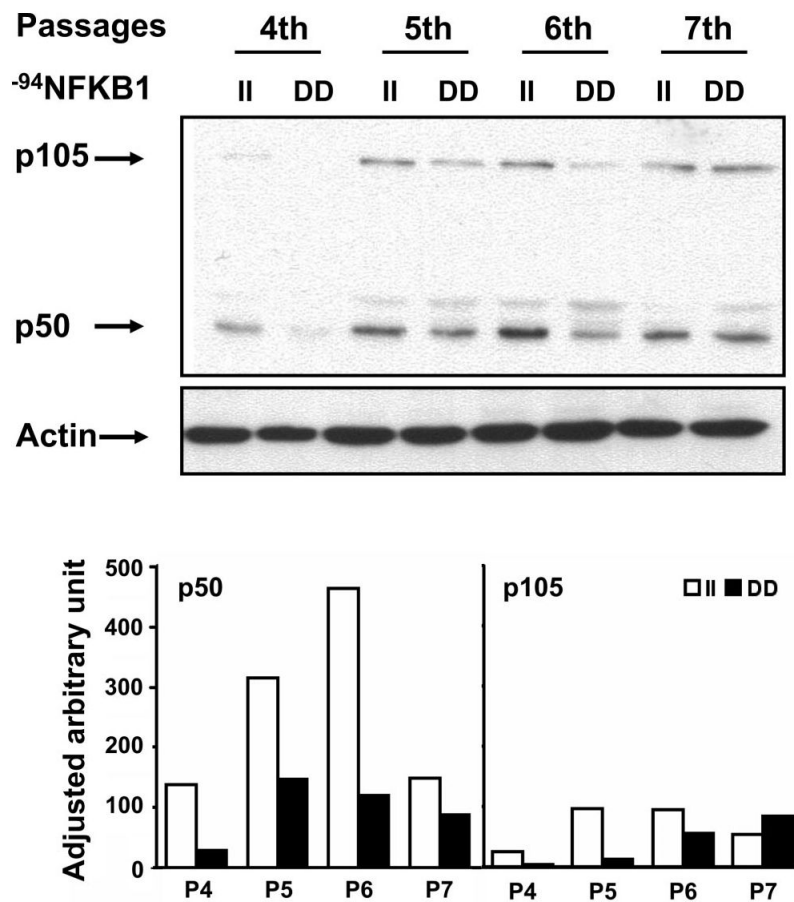 Passages 4th 5th 6th 7th
-94NFKB1 II DD II DD II DD II DD
p105
p50
Actin
Adjusted arbitrary unit
500
400
300
200
100
0
p50
p105
II DD
P4 P5 P6 P7 P4 P5 P6 P7